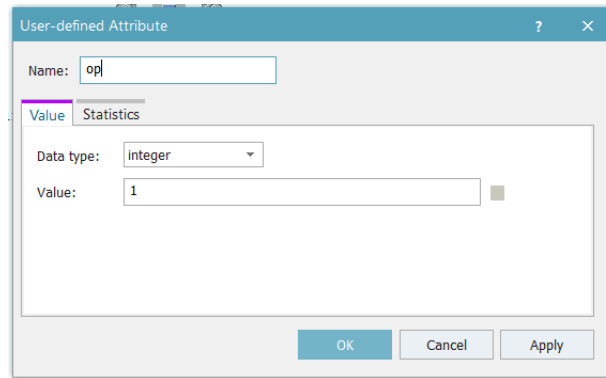 User-defined Attribute ? ×
Name: op
Value Statistics
Data type: integer
Value: 1
OK Cancel Apply